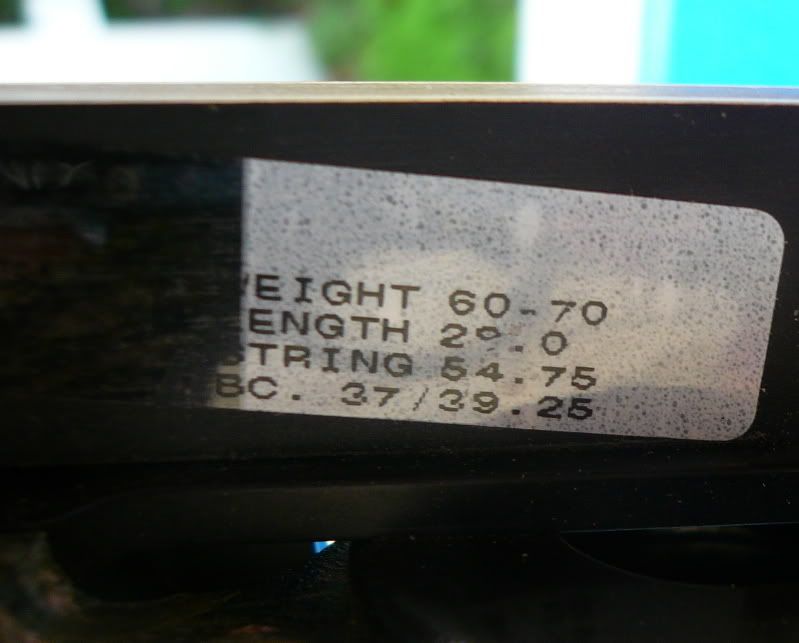 EIGHT 60-70
ENGTH
STRING 54.75
BC. 37/39.25